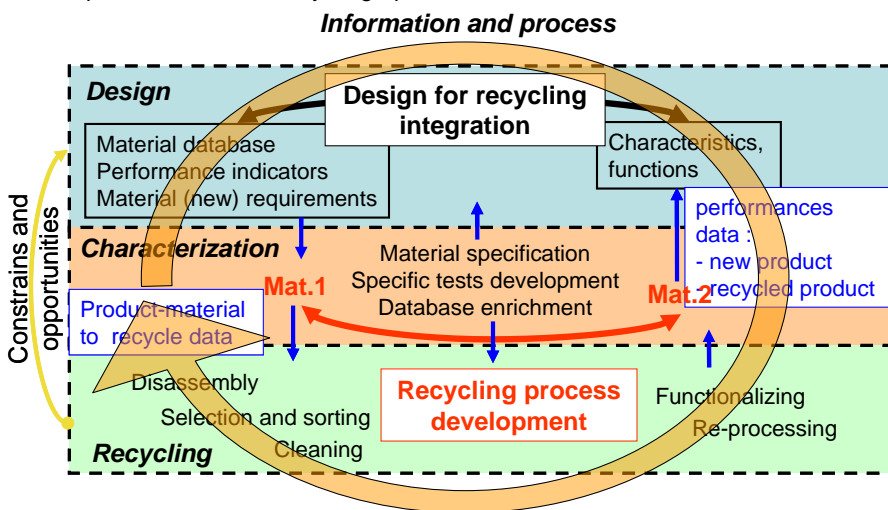 Information and process
Design
Design for recycling
integration
Material database
Performance indicators
Material (new) requirements
Characteristics,
functions
Constrains and
opportunities
performances
data :
- new product
- recycled product
Characterization
Material specification
Specific tests development
Database enrichment
Mat.1
Mat.2
Product-material
to recycle data
Disassembly
Selection and sorting
Cleaning
Recycling process
development
Functionalizing
Re-processing
Recycling